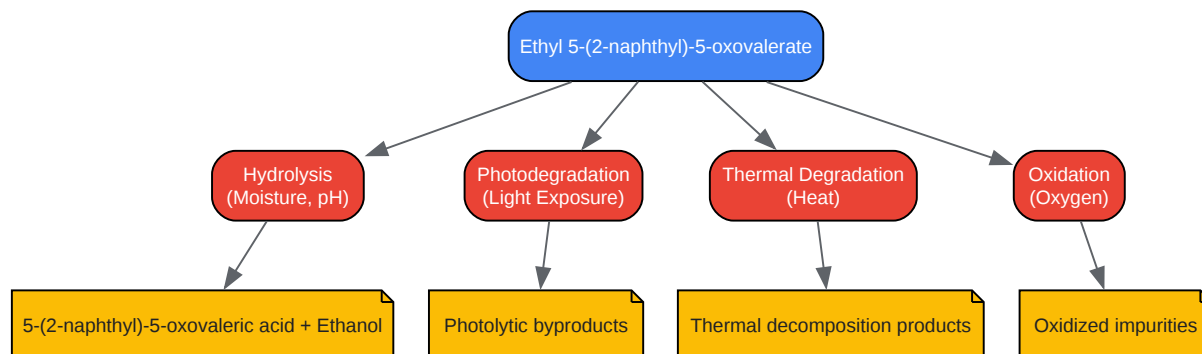 Ethyl 5-(2-naphthyl)-5-oxovalerate
Hydrolysis
(Moisture, pH)
Photodegradation
(Light Exposure)
Thermal Degradation
(Heat)
Oxidation
(Oxygen)
5-(2-naphthyl)-5-oxovaleric acid + Ethanol
Photolytic byproducts
Thermal decomposition products
Oxidized impurities